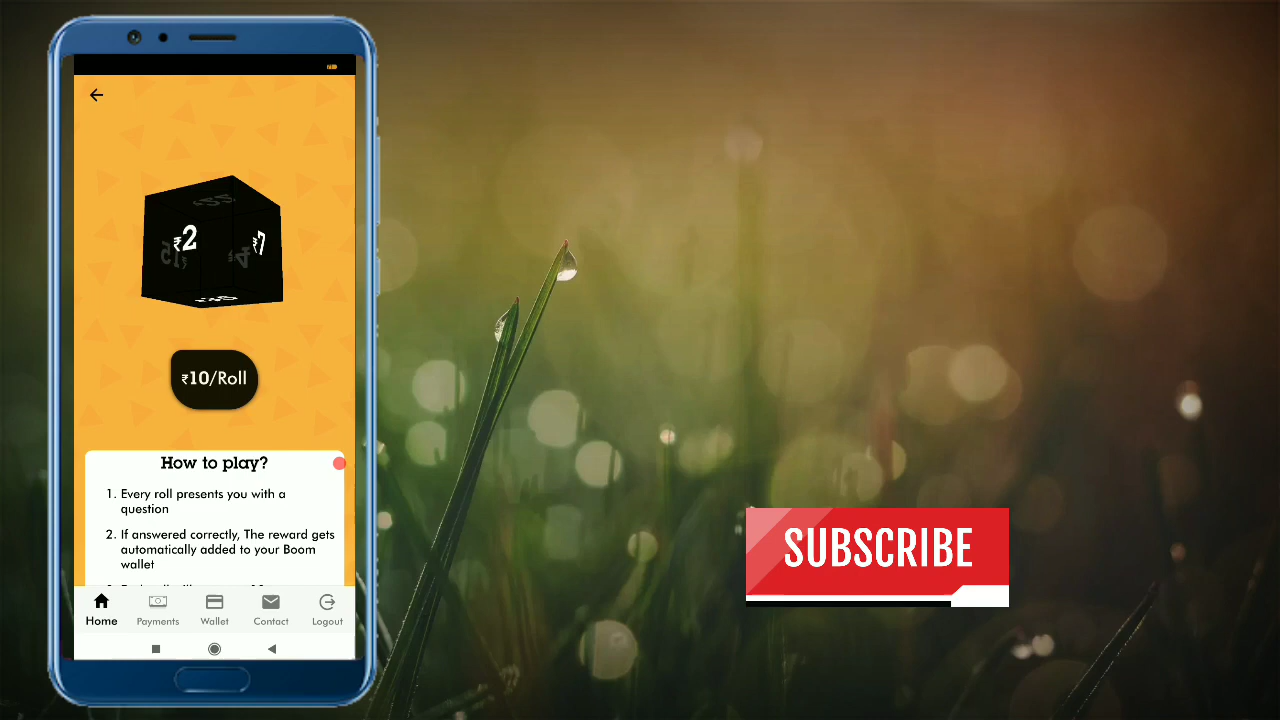 ₹2
₹7
₹10/Roll
How to play?
1. Every roll presents you with a
question
2. If answered correctly, The reward gets
automatically added to your Boom
wallet
Home Payments Wallet Contact Logout
SUBSCRIBE